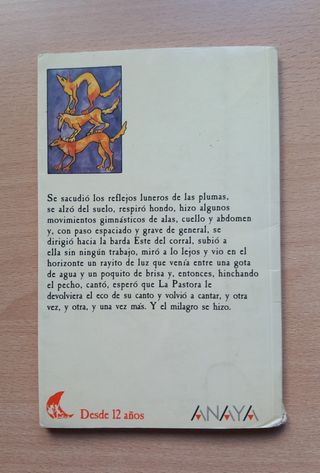 Se sacudió los reflejos luneros de las plumas,
se alzó del suelo, respiró hondo, hizo algunos
movimientos gimnásticos de alas, cuello y abdomen
y, con paso espaciado y grave de general, se
dirigió hacia la barda Este del corral, subió a
ella sin ningún trabajo, miró a lo lejos y vio en el
horizonte un rayito de luz que venía entre una gota
de agua y un poquito de brisa y, entonces, hinchando
el pecho, cantó, esperó que La Pastora le
devolviera el eco de su canto y volvió a cantar, y otra
vez, y otra, y una vez más. Y el milagro se hizo.
Desde 12 años
ANAYA